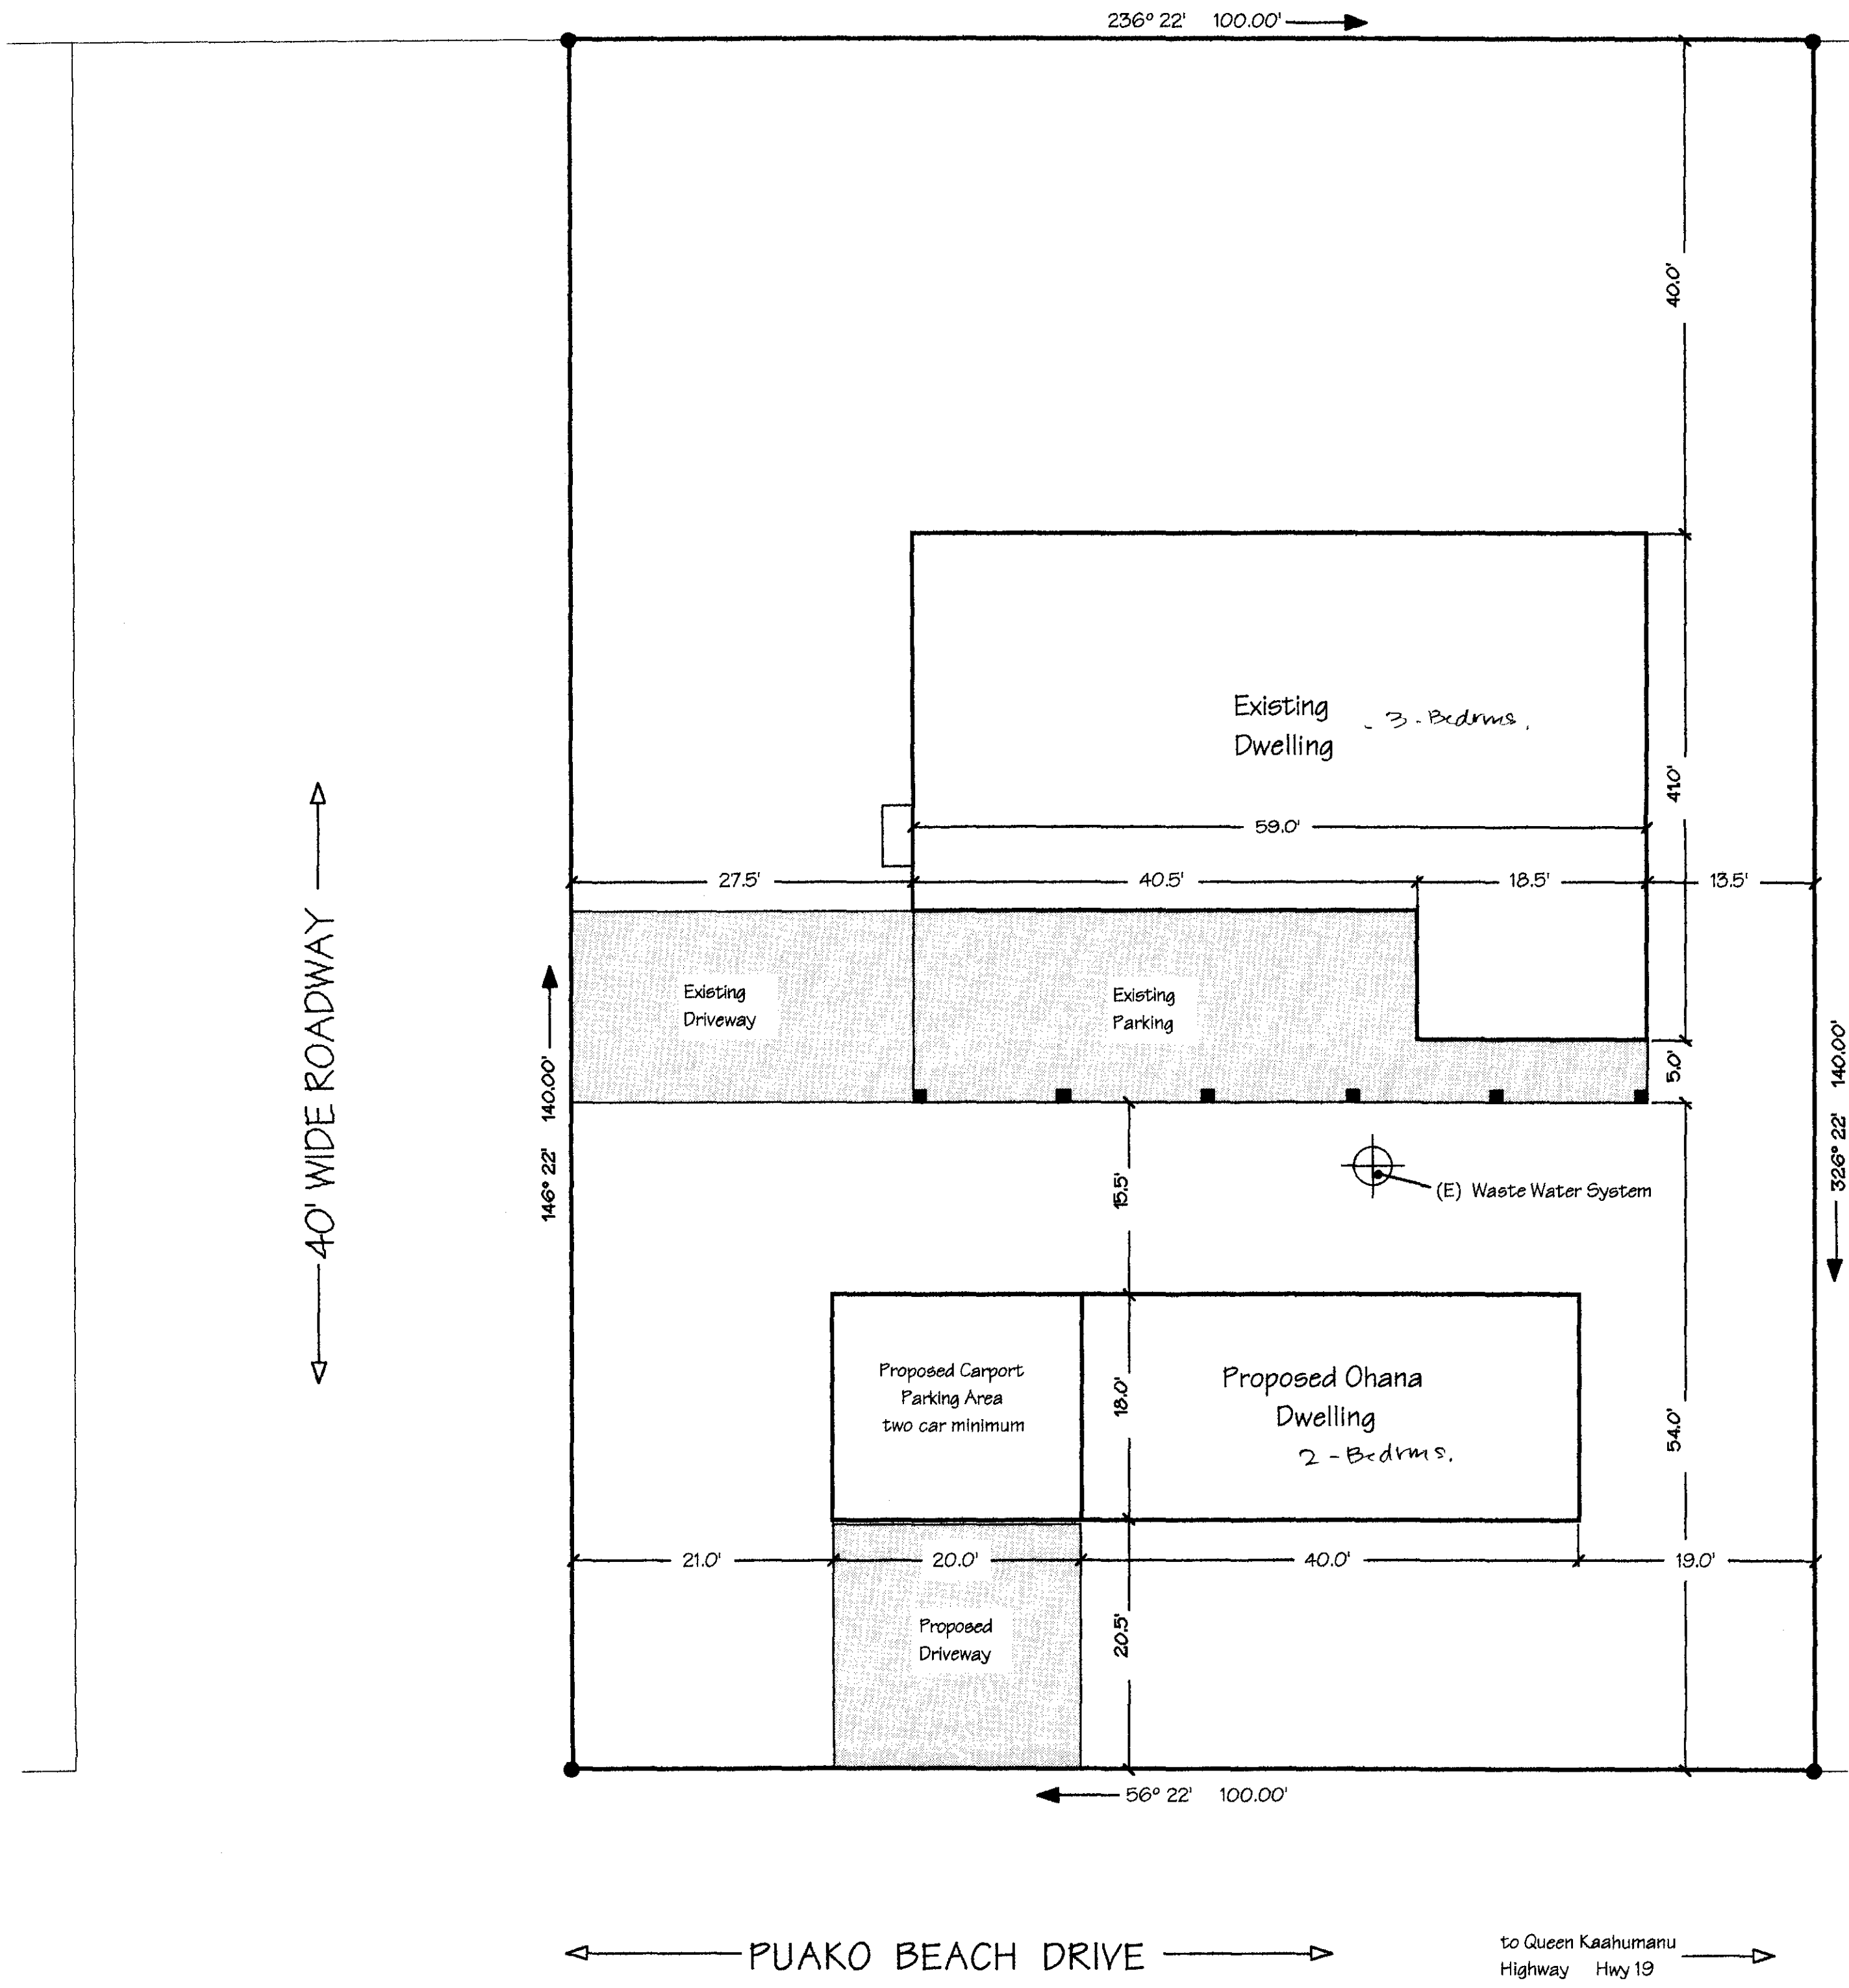 236° 22' 100.00'
40.0'
Existing
Dwelling - 3 - Bedrms.
41.0'
59.0'
27.5' 40.5' 18.5' 13.5'
40' WIDE ROADWAY
Existing
Driveway
Existing
Parking
5.0'
146° 22' 140.00'
326° 22' 140.00'
15.5'
(E) Waste Water System
Proposed Carport
Parking Area
two car minimum
18.0'
Proposed Ohana
Dwelling
2 - Bedrms.
54.0'
21.0' 20.0' 40.0' 19.0'
Proposed
Driveway
20.5'
56° 22' 100.00'
PUAKO BEACH DRIVE
to Queen Kaahumanu
Highway Hwy 19